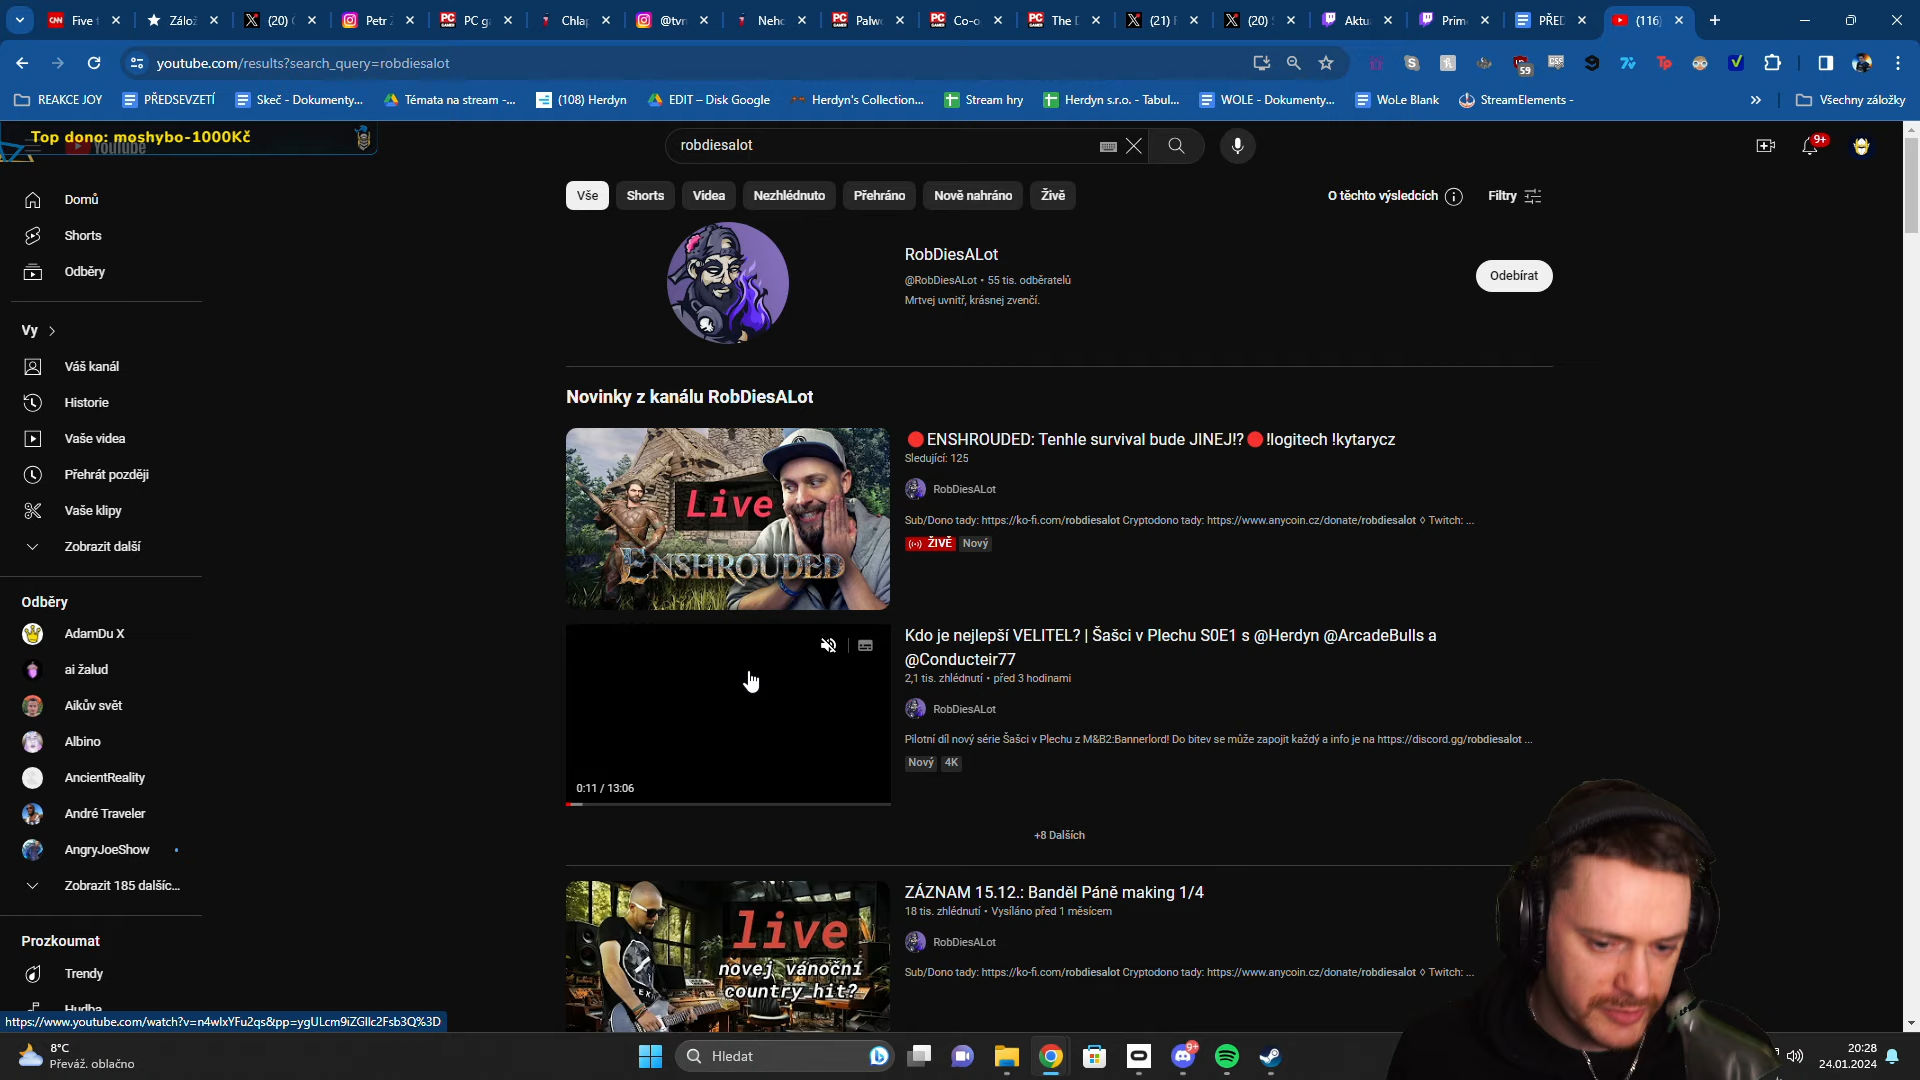 Five t
Zálož
(20)
Petr
PC g
Chlap
@tvn
Neho
Palw
Co-o
The D
(21)
(20)
Aktu
Prim
PŘED
(116)
youtube.com/results?search_query=robdiesalot
59
REAKCE JOY
PŘEDSEVZETÍ
Skeč - Dokumenty...
Témata na stream -...
(108) Herdyn
EDIT – Disk Google
Herdyn's Collection...
Stream hry
Herdyn s.r.o. - Tabul...
WOLE - Dokumenty...
WoLe Blank
StreamElements -
Všechny záložky
Top dono: moshybo-1000Kč
YouTube
robdiesalot
9+
Domů
Shorts
Odběry
Vy
Váš kanál
Historie
Vaše videa
Přehrát později
Vaše klipy
Zobrazit další
Odběry
AdamDu X
ai žalud
Aikův svět
Albino
AncientReality
André Traveler
AngryJoeShow
Zobrazit 185 dalšíc...
Prozkoumat
Trendy
Hudba
Vše
Shorts
Videa
Nezhlédnuto
Přehráno
Nově nahráno
Živě
O těchto výsledcích
Filtry
RobDiesALot
@RobDiesALot • 55 tis. odběratelů
Mrtvej uvnitř, krásnej zvenčí.
Odebírat
Novinky z kanálu RobDiesALot
Live
ENSHROUDED
🔴ENSHROUDED: Tenhle survival bude JINEJ!?🔴 !logitech !kytarycz
Sledující: 125
RobDiesALot
Sub/Dono tady: https://ko-fi.com/robdiesalot Cryptodono tady: https://www.anycoin.cz/donate/robdiesalot ◊ Twitch: ...
ŽIVĚ
Nový
0:11 / 13:06
Kdo je nejlepší VELITEL? | Šašci v Plechu S0E1 s @Herdyn @ArcadeBulls a
@Conducteir77
2,1 tis. zhlédnutí • před 3 hodinami
RobDiesALot
Pilotní díl nový série Šašci v Plechu z M&B2:Bannerlord! Do bitev se může zapojit každý a info je na https://discord.gg/robdiesalot ...
Nový
4K
+8 Dalších
live
novej vánoční
country hit?
ZÁZNAM 15.12.: Banděl Páně making 1/4
18 tis. zhlédnutí • Vysíláno před 1 měsícem
RobDiesALot
Sub/Dono tady: https://ko-fi.com/robdiesalot Cryptodono tady: https://www.anycoin.cz/donate/robdiesalot ◊ Twitch: ...
https://www.youtube.com/watch?v=n4wlxYFu2qs&pp=ygULcm9iZGllc2Fsb3Q%3D
8°C
Převáž. oblačno
Hledat
9+
20:28
24.01.2024